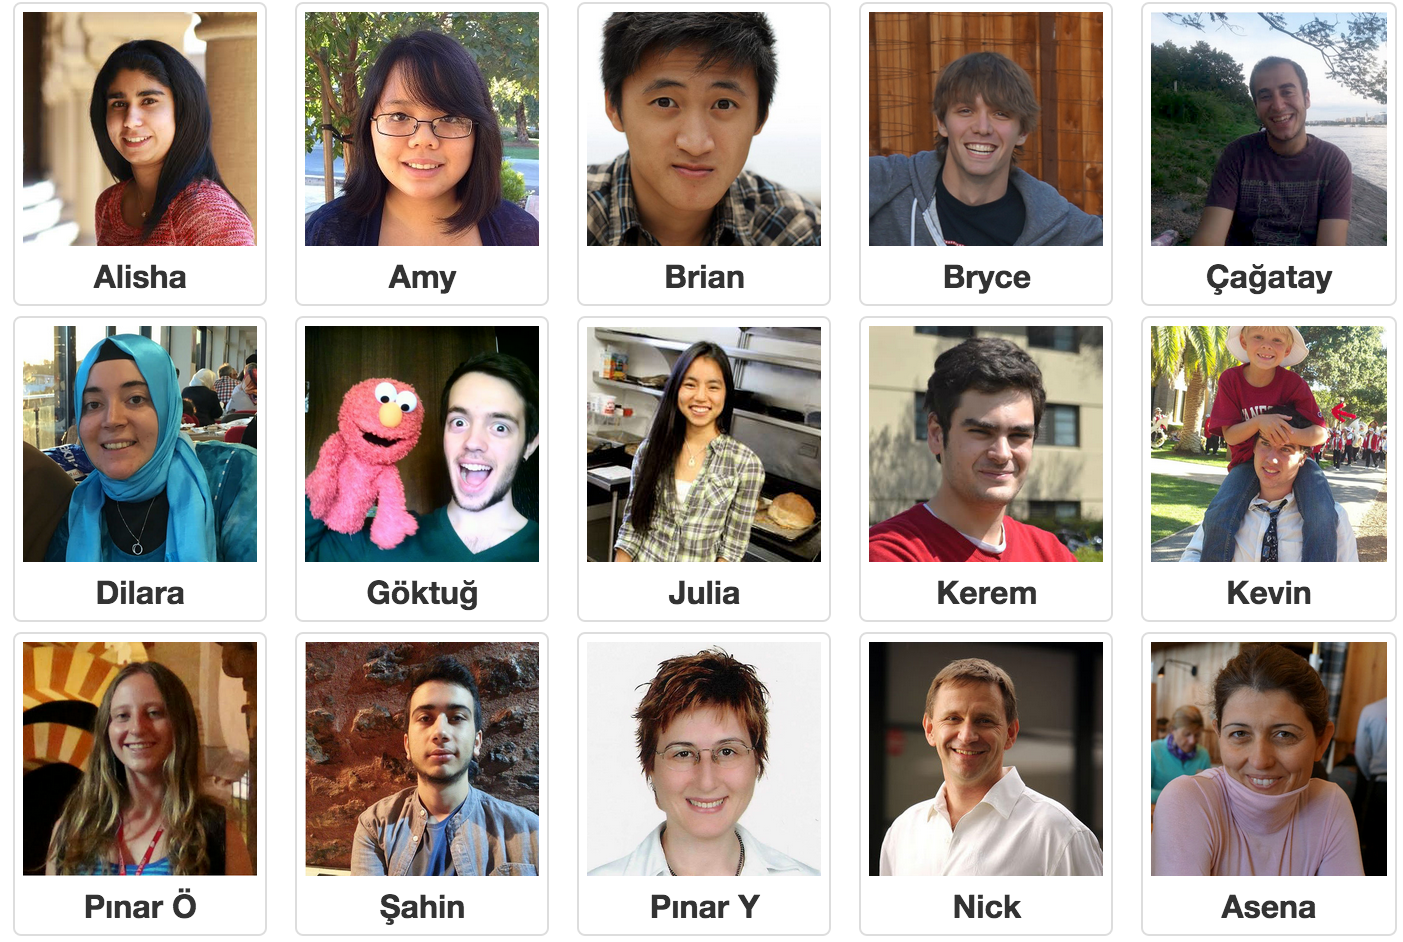 Alisha
Amy
Brian
Bryce
Çağatay
Dilara
Göktuğ
Julia
Kerem
Kevin
Pınar Ö
Şahin
Pınar Y
Nick
Asena